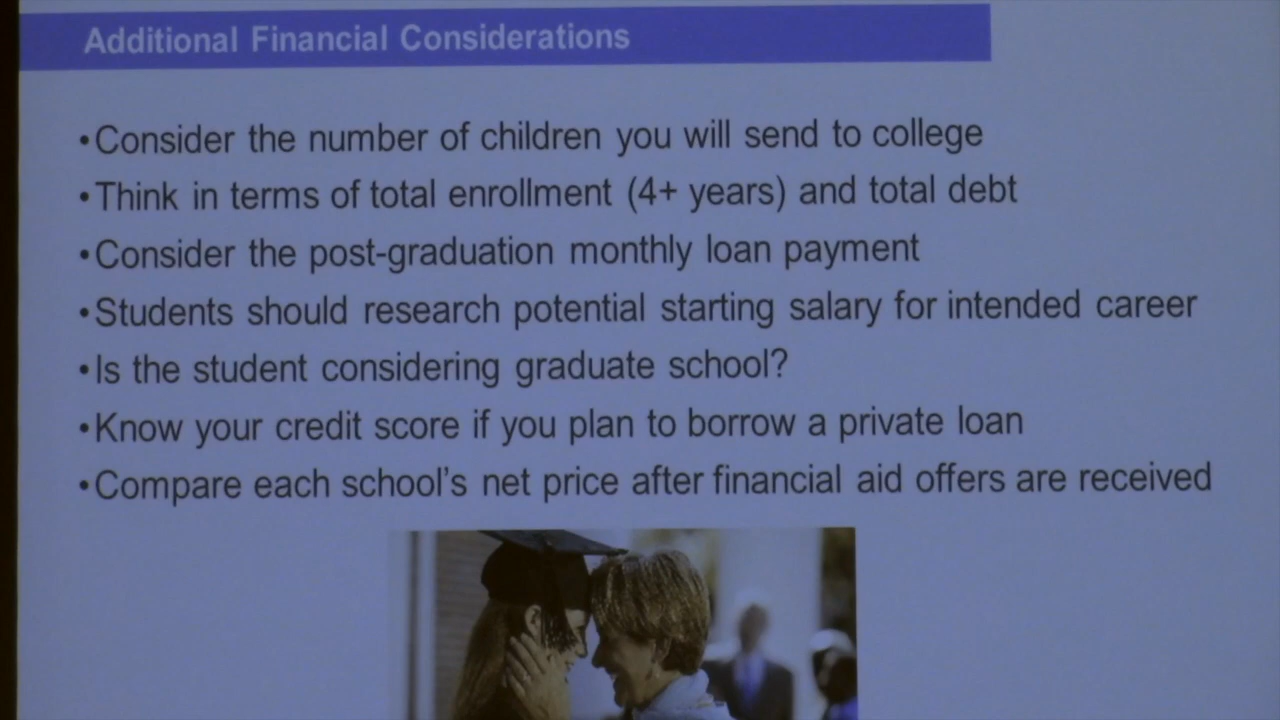 Additional Financial Considerations
•Consider the number of children you will send to college
•Think in terms of total enrollment (4+ years) and total debt
•Consider the post-graduation monthly loan payment
•Students should research potential starting salary for intended career
•Is the student considering graduate school?
•Know your credit score if you plan to borrow a private loan
•Compare each school's net price after financial aid offers are received